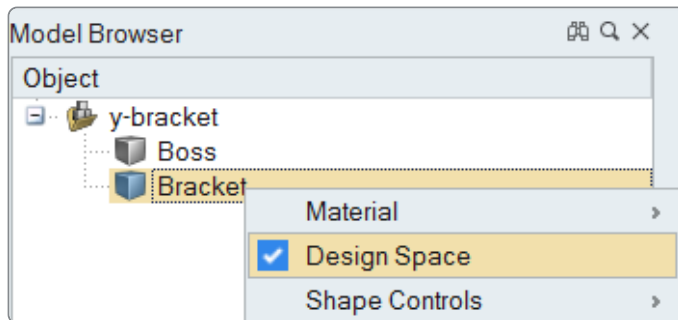 Model Browser
Object
y-bracket
Boss
Bracket
Material
Design Space
Shape Controls